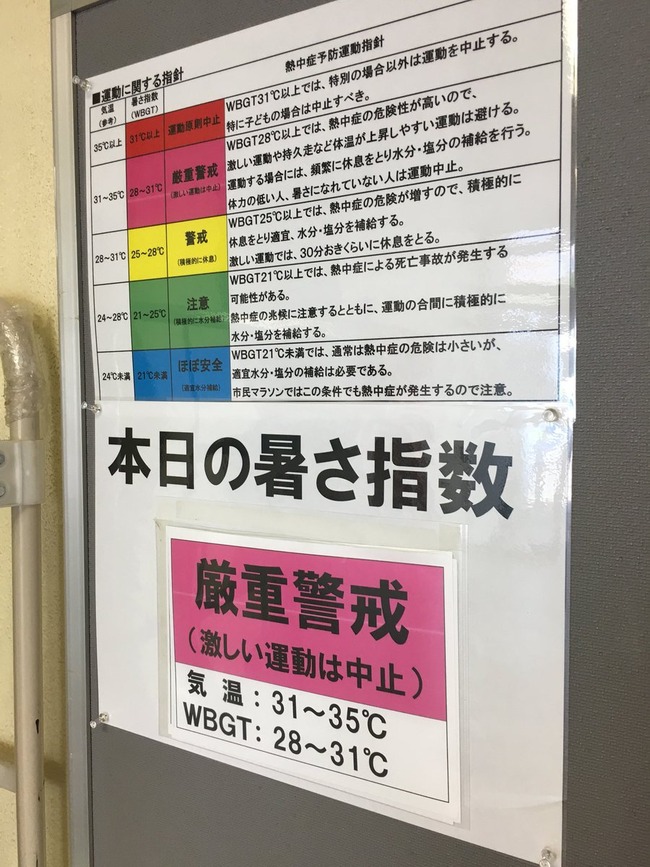 ■運動に関する指針
熱中症予防運動指針
気温
(参考)
暑さ指数
(WBGT)
35℃以上
31℃以上
運動原則中止
WBGT31℃以上では、特別の場合以外は運動を中止する。
特に子どもの場合は中止すべき。
31～35℃
28～31℃
厳重警戒
(激しい運動は中止)
WBGT28℃以上では、熱中症の危険性が高いので、
激しい運動や持久走など体温が上昇しやすい運動は避ける。
運動する場合には、頻繁に休息をとり水分・塩分の補給を行う。
体力の低い人、暑さになれていない人は運動中止。
28～31℃
25～28℃
警戒
(積極的に休息)
WBGT25℃以上では、熱中症の危険が増すので、積極的に
休息をとり適宜、水分・塩分を補給する。
激しい運動では、30分おきくらいに休息をとる。
24～28℃
21～25℃
注意
(積極的に水分補給)
WBGT21℃以上では、熱中症による死亡事故が発生する
可能性がある。
熱中症の兆候に注意するとともに、運動の合間に積極的に
水分・塩分を補給する。
24℃未満
21℃未満
ほぼ安全
(適宜水分補給)
WBGT21℃未満では、通常は熱中症の危険は小さいが、
適宜水分・塩分の補給は必要である。
市民マラソンではこの条件でも熱中症が発生するので注意。
本日の暑さ指数
厳重警戒
(激しい運動は中止)
気温：31～35℃
WBGT：28～31℃